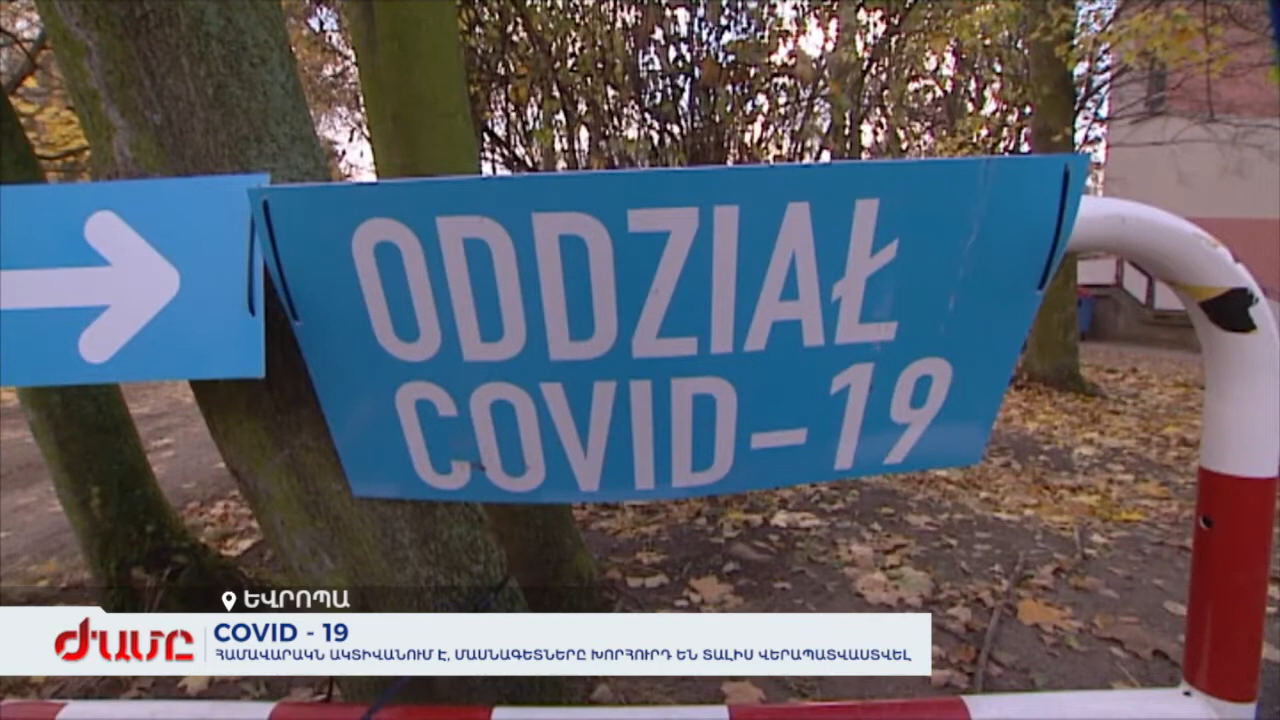 ODDZIAŁ
COVID-19
ԵՎՐՈՊԱ
ԺԱՄԸ
COVID - 19
ՀԱՄԱՎԱՐԱԿՆ ԱԿՏԻՎԱՆՈՒՄ Է, ՄԱՍՆԱԳԵՏՆԵՐԸ ԽՈՐՀՈՒՐԴ ԵՆ ՏԱԼԻՍ ՎԵՐԱՊԱՏՎԱՍՏՎԵԼ